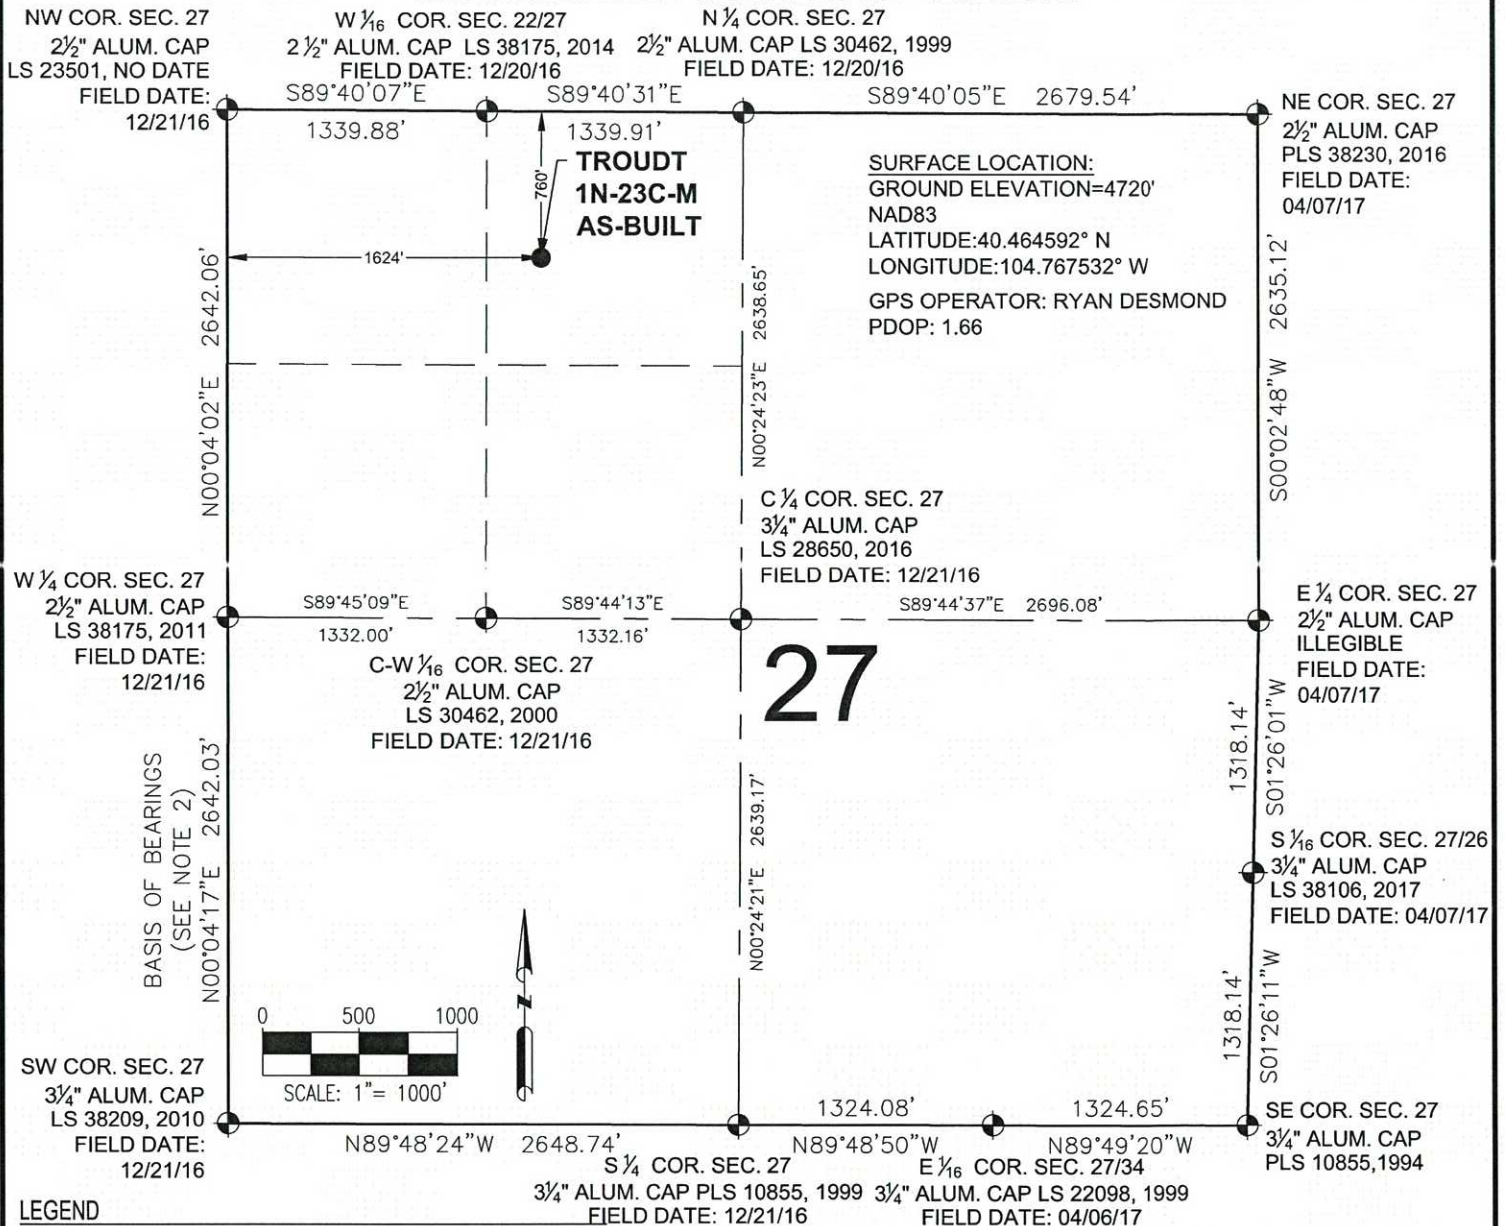 NW COR. SEC. 27
2½" ALUM. CAP
LS 23501, NO DATE
FIELD DATE:
12/21/16
W 1/16 COR. SEC. 22/27
2 ½" ALUM. CAP LS 38175, 2014
FIELD DATE: 12/20/16
N ¼ COR. SEC. 27
2½" ALUM. CAP LS 30462, 1999
FIELD DATE: 12/20/16
S89°40'07"E
1339.88'
S89°40'31"E
1339.91'
S89°40'05"E 2679.54'
NE COR. SEC. 27
2½" ALUM. CAP
PLS 38230, 2016
FIELD DATE:
04/07/17
760'
TROUDT
1N-23C-M
AS-BUILT
1624'
SURFACE LOCATION:
GROUND ELEVATION=4720'
NAD83
LATITUDE:40.464592° N
LONGITUDE:104.767532° W
GPS OPERATOR: RYAN DESMOND
PDOP: 1.66
N00°04'02"E 2642.06'
N00°24'23"E 2638.65'
S00°02'48"W 2635.12'
C ¼ COR. SEC. 27
3¼" ALUM. CAP
LS 28650, 2016
FIELD DATE: 12/21/16
W ¼ COR. SEC. 27
2½" ALUM. CAP
LS 38175, 2011
FIELD DATE:
12/21/16
S89°45'09"E
1332.00'
S89°44'13"E
1332.16'
S89°44'37"E 2696.08'
E ¼ COR. SEC. 27
2½" ALUM. CAP
ILLEGIBLE
FIELD DATE:
04/07/17
C-W 1/16 COR. SEC. 27
2½" ALUM. CAP
LS 30462, 2000
FIELD DATE: 12/21/16
27
BASIS OF BEARINGS
(SEE NOTE 2)
N00°04'17"E 2642.03'
N00°24'21"E 2639.17'
1318.14'
S01°26'01"W
S 1/16 COR. SEC. 27/26
3¼" ALUM. CAP
LS 38106, 2017
FIELD DATE: 04/07/17
1318.14'
S01°26'11"W
0 500 1000
SCALE: 1"= 1000'
N
SW COR. SEC. 27
3¼" ALUM. CAP
LS 38209, 2010
FIELD DATE:
12/21/16
N89°48'24"W 2648.74'
1324.08'
N89°48'50"W
1324.65'
N89°49'20"W
SE COR. SEC. 27
3¼" ALUM. CAP
PLS 10855,1994
S ¼ COR. SEC. 27
3¼" ALUM. CAP PLS 10855, 1999
FIELD DATE: 12/21/16
E 1/16 COR. SEC. 27/34
3¼" ALUM. CAP LS 22098, 1999
FIELD DATE: 04/06/17
LEGEND